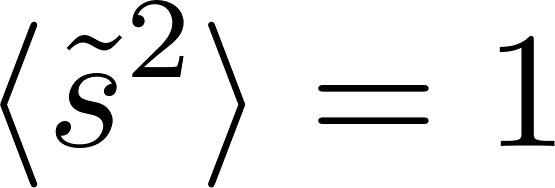 ⟨s̃²⟩ = 1